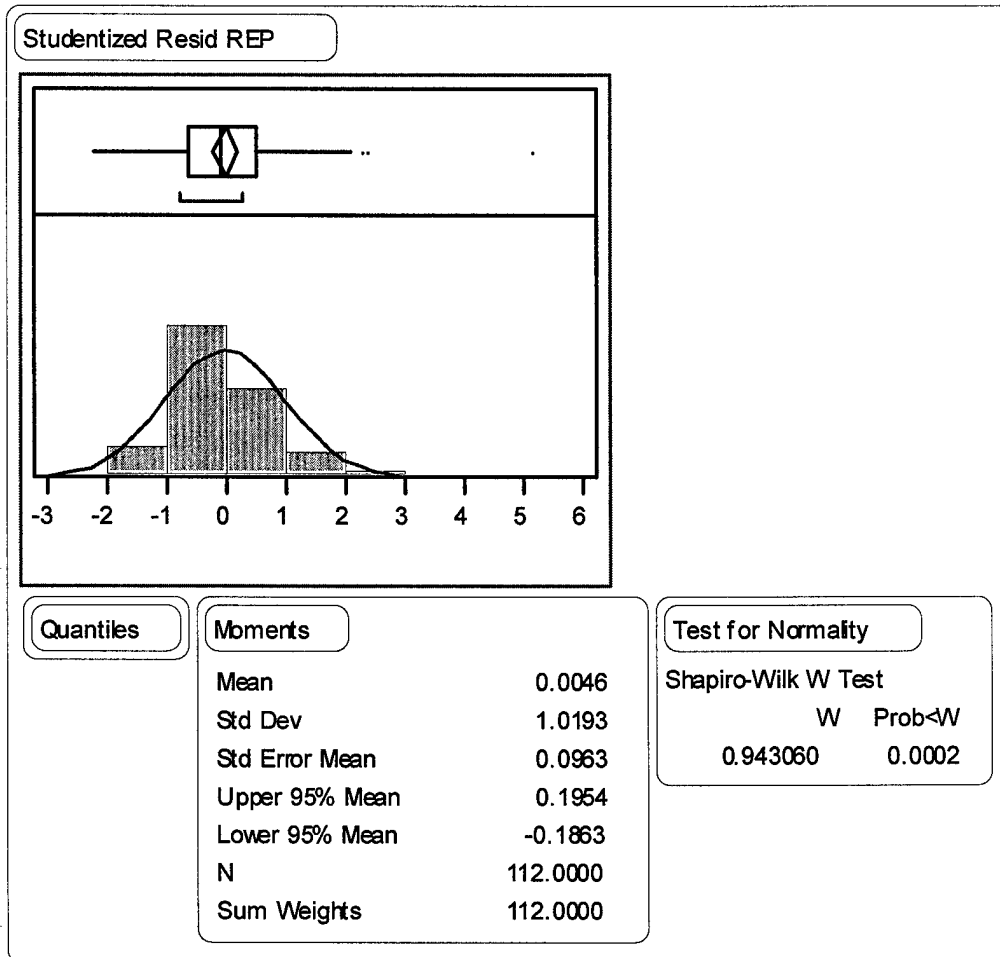 Studentized Resid REP
-3 -2 -1 0 1 2 3 4 5 6
Quantiles
Moments
Mean 0.0046
Std Dev 1.0193
Std Error Mean 0.0963
Upper 95% Mean 0.1954
Lower 95% Mean -0.1863
N 112.0000
Sum Weights 112.0000
Test for Normality
Shapiro-Wilk W Test
W Prob<W
0.943060 0.0002